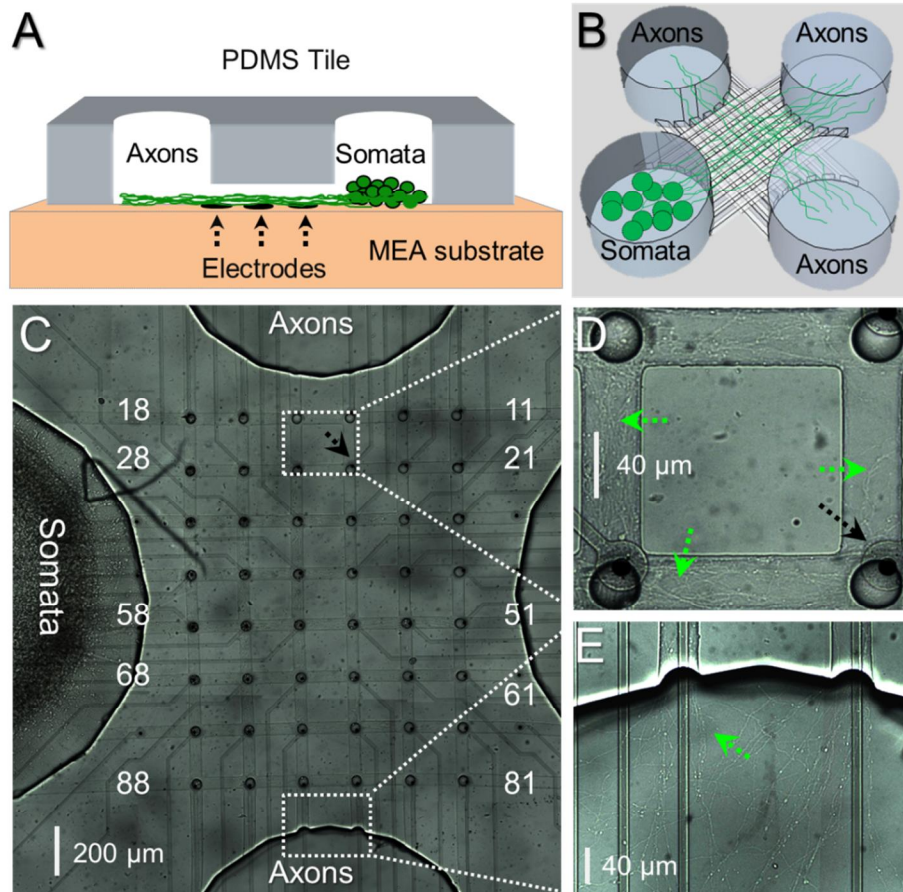 A
PDMS Tile
Axons
Somata
Electrodes
MEA substrate
B
Axons
Axons
Somata
Axons
C
Axons
18
11
28
21
Somata
58
51
68
61
88
81
200 µm
Axons
D
40 µm
E
40 µm